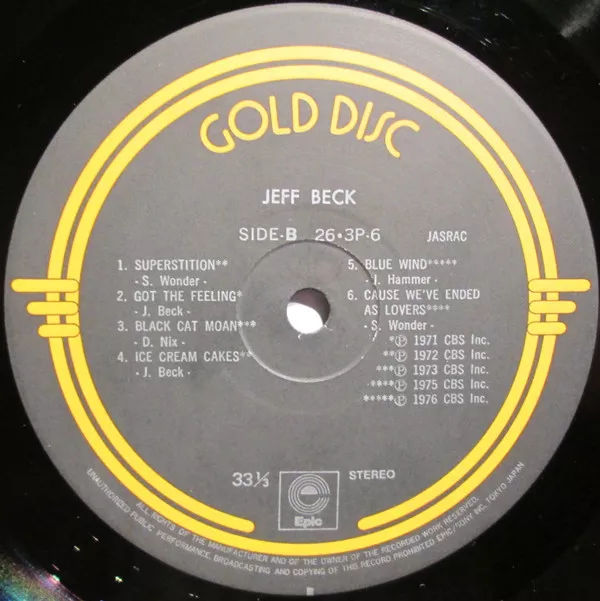 GOLD DISC
JEFF BECK
SIDE-B 26•3P-6 JASRAC
1. SUPERSTITION**
- S. Wonder -
2. GOT THE FEELING*
- J. Beck -
3. BLACK CAT MOAN***
- D. Nix -
4. ICE CREAM CAKES**
- J. Beck -
5. BLUE WIND*****
- J. Hammer -
6. CAUSE WE'VE ENDED
AS LOVERS****
- S. Wonder -
*Ⓟ 1971 CBS Inc.
**Ⓟ 1972 CBS Inc.
***Ⓟ 1973 CBS Inc.
****Ⓟ 1975 CBS Inc.
*****Ⓟ 1976 CBS Inc.
33⅓ STEREO
Epic
ALL RIGHTS OF THE MANUFACTURER AND OF THE OWNER OF THE RECORDED WORK RESERVED.
UNAUTHORIZED PUBLIC PERFORMANCE, BROADCASTING AND COPYING OF THIS RECORD PROHIBITED EPIC/SONY INC. TOKYO JAPAN